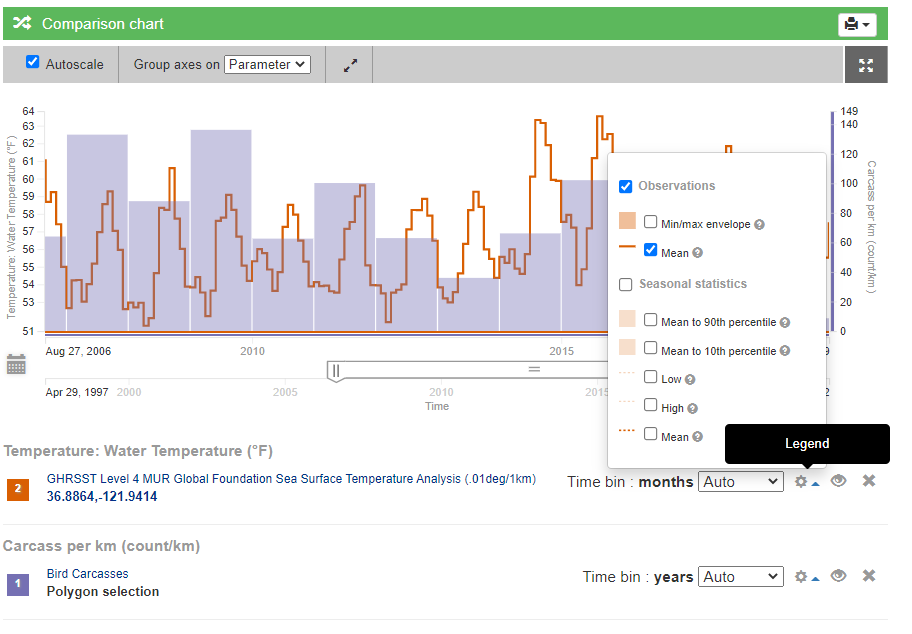 Comparison chart
Autoscale
Group axes on Parameter
64
63
62
61
60
59
58
57
56
55
54
53
51
Temperature: Water Temperature (°F)
149
140
120
100
80
60
40
20
0
Carcass per km (count/km)
Aug 27, 2006
2010
2015
9
Apr 29, 1997
2000
2005
2010
2015
2
Time
Observations
Min/max envelope ?
Mean ?
Seasonal statistics
Mean to 90th percentile ?
Mean to 10th percentile ?
Low ?
High ?
Mean ?
Legend
Temperature: Water Temperature (°F)
2
GHRSST Level 4 MUR Global Foundation Sea Surface Temperature Analysis (.01deg/1km)
36.8864,-121.9414
Time bin : months Auto
Carcass per km (count/km)
1
Bird Carcasses
Polygon selection
Time bin : years Auto